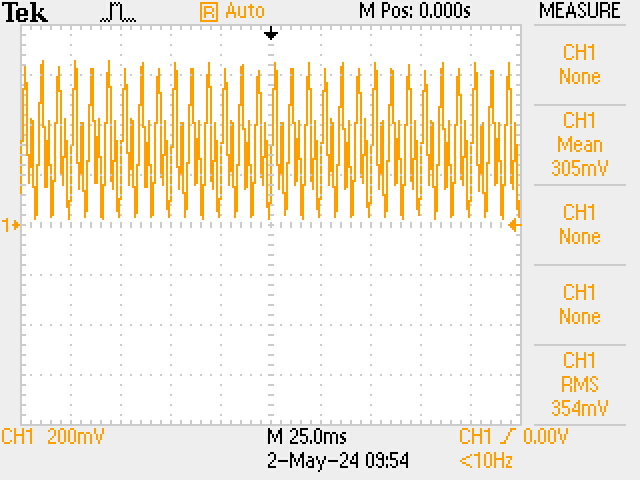 Tek R Auto M Pos: 0.000s MEASURE
CH1
None
CH1
Mean
305mV
CH1
None
CH1
None
CH1
RMS
354mV
1
CH1 200mV M 25.0ms CH1 0.00V
2-May-24 09:54 <10Hz